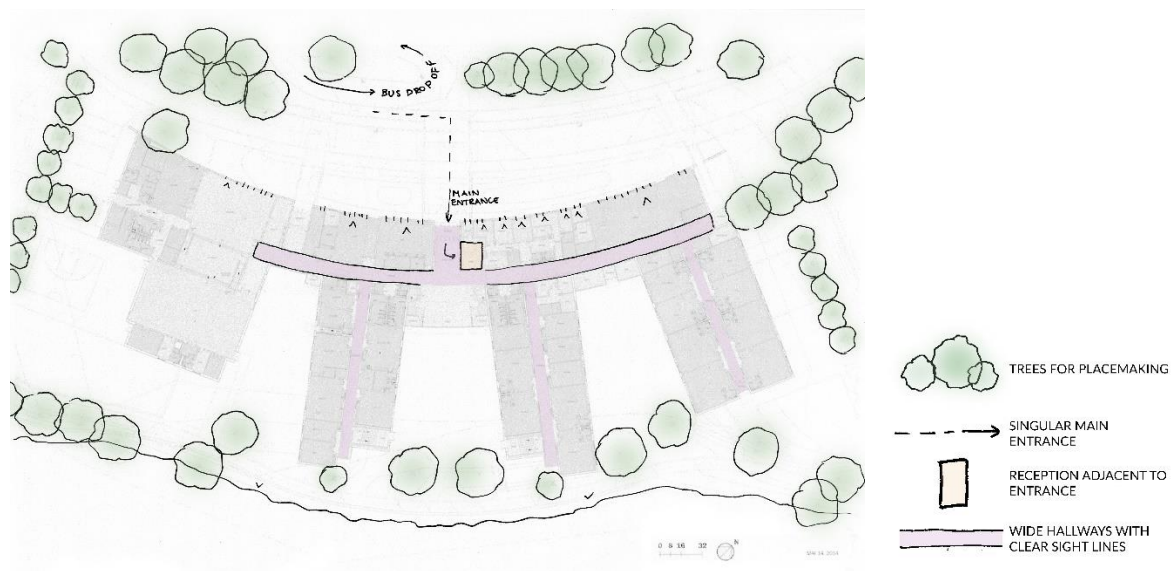 BUS DROP OFF
MAIN
ENTRANCE
TREES FOR PLACEMAKING
SINGULAR MAIN
ENTRANCE
RECEPTION ADJACENT TO
ENTRANCE
WIDE HALLWAYS WITH
CLEAR SIGHT LINES
0 8 16 32
N